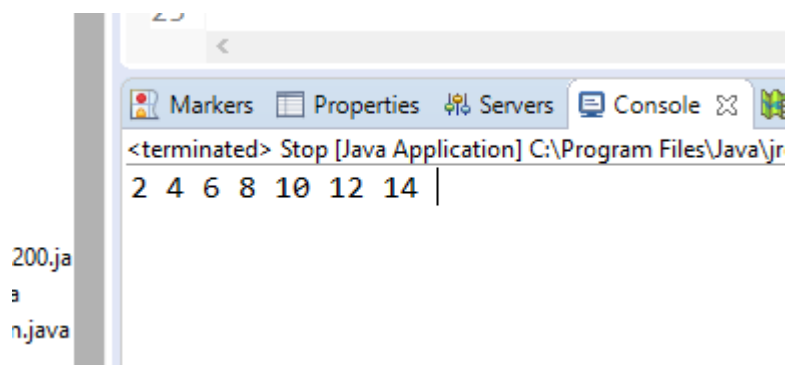 Markers Properties Servers Console
<terminated> Stop [Java Application] C:\Program Files\Java\jr
2 4 6 8 10 12 14
200.ja
a
n.java